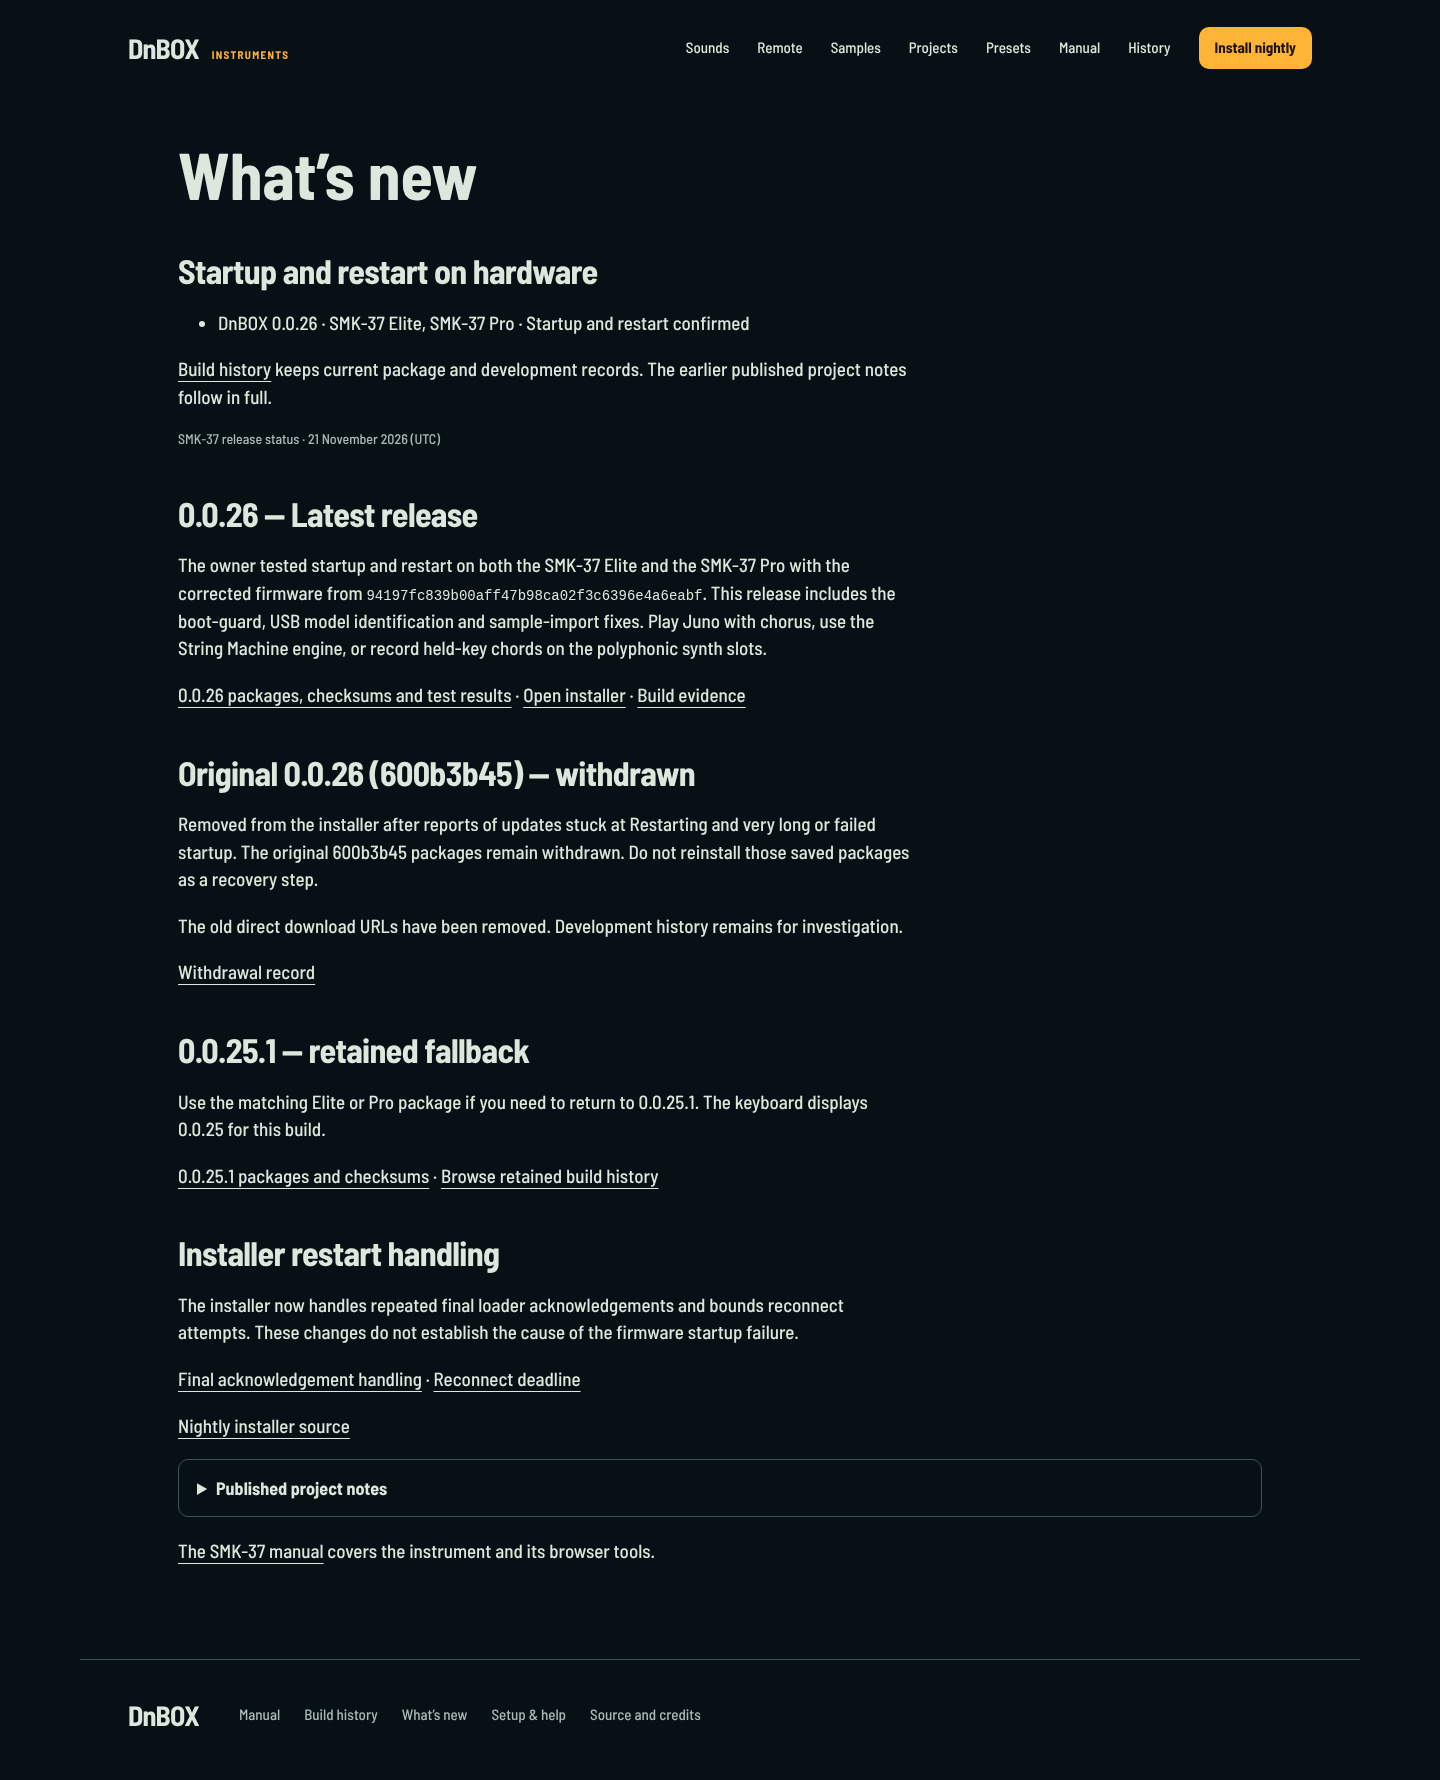 DnBOX INSTRUMENTS
Sounds Remote Samples Projects Presets Manual History Install nightly
What’s new
Startup and restart on hardware
• DnBOX 0.0.26 · SMK-37 Elite, SMK-37 Pro · Startup and restart confirmed
Build history keeps current package and development records. The earlier published project notes
follow in full.
SMK-37 release status · 21 November 2026 (UTC)
0.0.26 — Latest release
The owner tested startup and restart on both the SMK-37 Elite and the SMK-37 Pro with the
corrected firmware from 94197fc839b00aff47b98ca02f3c6396e4a6eabf. This release includes the
boot-guard, USB model identification and sample-import fixes. Play Juno with chorus, use the
String Machine engine, or record held-key chords on the polyphonic synth slots.
0.0.26 packages, checksums and test results · Open installer · Build evidence
Original 0.0.26 (600b3b45) — withdrawn
Removed from the installer after reports of updates stuck at Restarting and very long or failed
startup. The original 600b3b45 packages remain withdrawn. Do not reinstall those saved packages
as a recovery step.
The old direct download URLs have been removed. Development history remains for investigation.
Withdrawal record
0.0.25.1 — retained fallback
Use the matching Elite or Pro package if you need to return to 0.0.25.1. The keyboard displays
0.0.25 for this build.
0.0.25.1 packages and checksums · Browse retained build history
Installer restart handling
The installer now handles repeated final loader acknowledgements and bounds reconnect
attempts. These changes do not establish the cause of the firmware startup failure.
Final acknowledgement handling · Reconnect deadline
Nightly installer source
Published project notes
The SMK-37 manual covers the instrument and its browser tools.
DnBOX Manual Build history What’s new Setup & help Source and credits